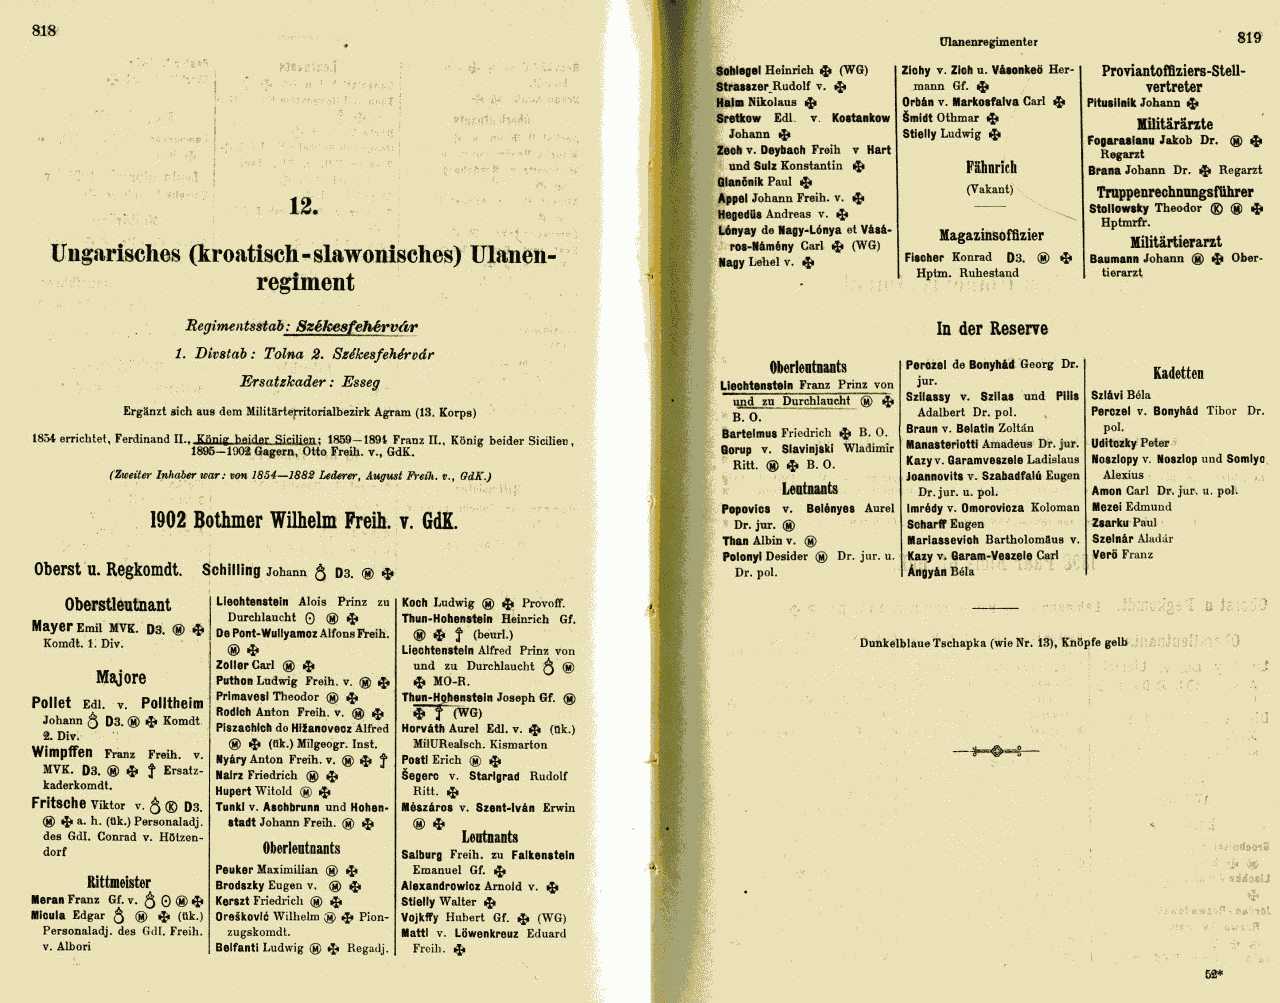 818
12.
Ungarisches (kroatisch-slawonisches) Ulanen-
regiment
Regimentsstab: Székesfehérvár
1. Divstab: Tolna 2. Székesfehérvár
Ersatzkader: Esseg
Ergänzt sich aus dem Militärterritorialbezirk Agram (13. Korps)
1854 errichtet, Ferdinand II., König beider Sicilien; 1859—1894 Franz II., König beider Sicilien,
1895—1902 Gagern, Otto Freih. v., GdK.
(Zweiter Inhaber war: von 1854—1882 Lederer, August Freih. v., GdK.)
1902 Bothmer Wilhelm Freih. v. GdK.
Oberst u. Regkomdt. Schilling Johann D3. Ⓜ ✠
Oberstleutnant
Mayer Emil MVK. D3. Ⓜ ✠
Komdt. 1. Div.
Majore
Pollet Edl. v. Polltheim
Johann D3. Ⓜ ✠ Komdt
2. Div.
Wimpffen Franz Freih. v.
MVK. D3. Ⓜ ✠ † Ersatz-
kaderkomdt.
Fritsche Viktor v. Ⓚ D3.
Ⓜ ✠ a. h. (ük.) Personaladj.
des GdI. Conrad v. Hötzen-
dorf
Rittmeister
Meran Franz Gf. v. ʘ Ⓜ ✠
Micula Edgar Ⓜ ✠ (ük.)
Personaladj. des GdI. Freih.
v. Albori
Liechtenstein Alois Prinz zu
Durchlaucht ʘ Ⓜ ✠
De Pont-Wullyamoz Alfons Freih.
Ⓜ ✠
Zoller Carl Ⓜ ✠
Puthon Ludwig Freih. v. Ⓜ ✠
Primavesi Theodor Ⓜ ✠
Rodich Anton Freih. v. Ⓜ ✠
Piszachich de Hižanovecz Alfred
Ⓜ ✠ (ük.) Milgeogr. Inst.
Nyáry Anton Freih. v. Ⓜ ✠ †
Nairz Friedrich Ⓜ ✠
Hupert Witold Ⓜ ✠
Tunkl v. Aschbrunn und Hohen-
stadt Johann Freih. Ⓜ ✠
Oberleutnants
Peuker Maximilian Ⓜ ✠
Brodszky Eugen v. Ⓜ ✠
Kerszt Friedrich Ⓜ ✠
Orešković Wilhelm Ⓜ ✠ Pion-
zugskomdt.
Belfanti Ludwig Ⓜ ✠ Regadj.
Koch Ludwig Ⓜ ✠ Provoff.
Thun-Hohenstein Heinrich Gf.
Ⓜ ✠ † (beurl.)
Liechtenstein Alfred Prinz von
und zu Durchlaucht Ⓜ
✠ MO-R.
Thun-Hohenstein Joseph Gf. Ⓜ
✠ † (WG)
Horváth Aurel Edl. v. ✠ (ük.)
MilURealsch. Kismarton
Postl Erich Ⓜ ✠
Šegerc v. Starigrad Rudolf
Ritt. ✠
Mészáros v. Szent-Iván Erwin
Ⓜ ✠
Leutnants
Salburg Freih. zu Falkenstein
Emanuel Gf. ✠
Alexandrowicz Arnold v. ✠
Stielly Walter ✠
Vojkffy Hubert Gf. ✠ (WG)
Mattl v. Löwenkreuz Eduard
Freih. ✠
Ulanenregimenter
819
Schlegel Heinrich ✠ (WG)
Strasszer Rudolf v. ✠
Halm Nikolaus ✠
Sretkow Edl. v. Kostankow
Johann ✠
Zech v. Deybach Freih v Hart
und Sulz Konstantin ✠
Glančnik Paul ✠
Appel Johann Freih. v. ✠
Hegedüs Andreas v. ✠
Lónyay de Nagy-Lónya et Vásá-
ros-Námény Carl ✠ (WG)
Nagy Lehel v. ✠
Zichy v. Zich u. Vásonkeö Her-
mann Gf. ✠
Orbán v. Markosfalva Carl ✠
Šmidt Othmar ✠
Stielly Ludwig ✠
Fähnrich
(Vakant)
Magazinsoffizier
Fischer Konrad D3. Ⓜ ✠
Hptm. Ruhestand
Proviantoffiziers-Stell-
vertreter
Pitusilnik Johann ✠
Militärärzte
Fogarasianu Jakob Dr. Ⓜ ✠
Regarzt
Brana Johann Dr. ✠ Regarzt
Truppenrechnungsführer
Stollowsky Theodor Ⓚ Ⓜ ✠
Hptmrfr.
Militärtierarzt
Baumann Johann Ⓜ ✠ Ober-
tierarzt
In der Reserve
Oberleutnants
Liechtenstein Franz Prinz von
und zu Durchlaucht Ⓜ ✠
B. O.
Bartelmus Friedrich ✠ B. O.
Gorup v. Slavinjski Wladimir
Ritt. Ⓜ ✠ B. O.
Leutnants
Popovics v. Belényes Aurel
Dr. jur. Ⓜ
Than Albin v. Ⓜ
Polonyi Desider Ⓜ Dr. jur. u.
Dr. pol.
Perczel de Bonyhád Georg Dr.
jur.
Szilassy v. Szilas und Pilis
Adalbert Dr. pol.
Braun v. Belatin Zoltán
Manasteriotti Amadeus Dr. jur.
Kazy v. Garamveszele Ladislaus
Joannovits v. Szabadfalú Eugen
Dr. jur. u. pol.
Imrédy v. Omorovicza Koloman
Scharff Eugen
Mariassevich Bartholomäus v.
Kazy v. Garam-Veszele Carl
Ángyán Béla
Kadetten
Szlávi Béla
Perczel v. Bonyhád Tibor Dr.
pol.
Uditczky Peter
Noszlopy v. Noszlop und Somlyo
Alexius
Amon Carl Dr. jur. u. pol.
Mezei Edmund
Zsarku Paul
Szelnár Aladár
Verö Franz
Dunkelblaue Tschapka (wie Nr. 13), Knöpfe gelb
52*